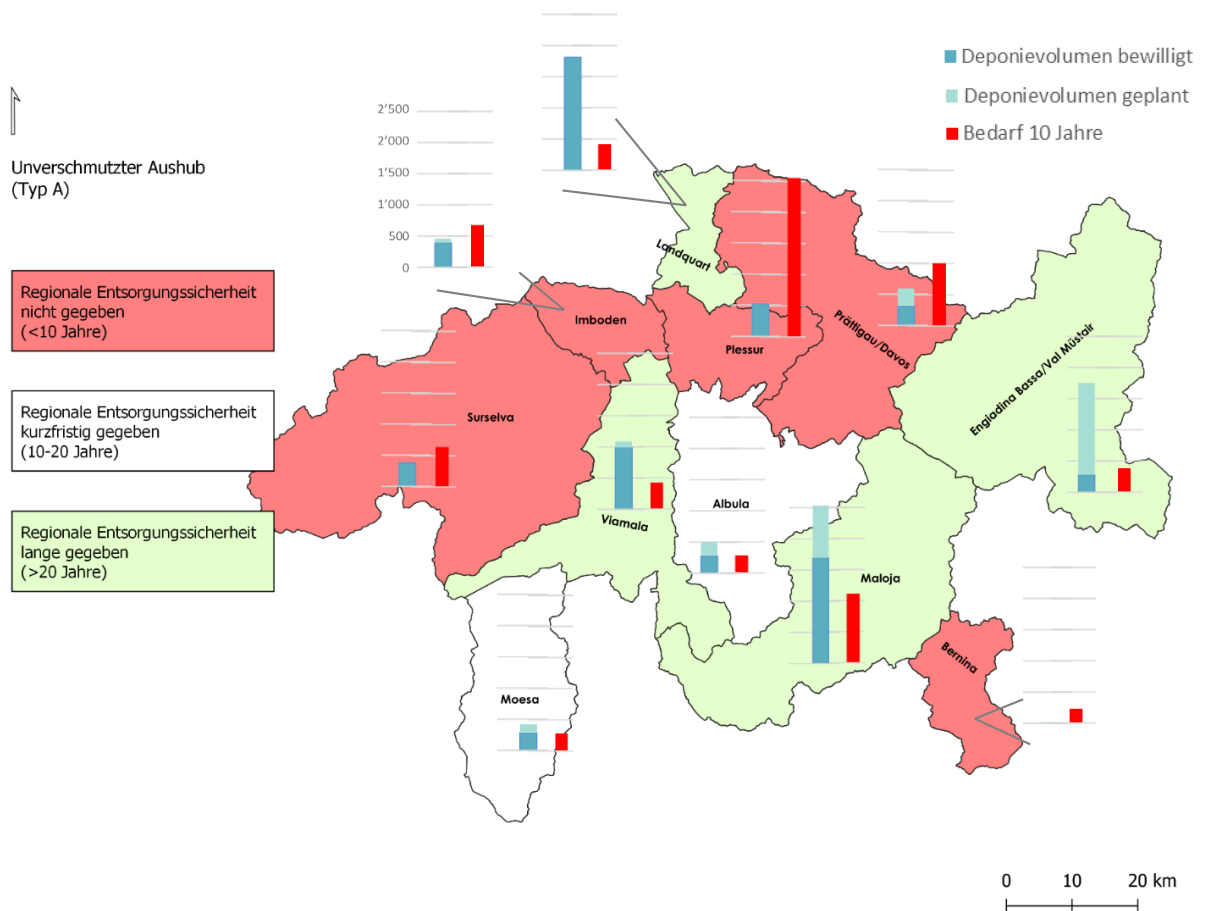 Deponievolumen bewilligt
Deponievolumen geplant
Bedarf 10 Jahre
2'500
2'000
1'500
1'000
500
0
Unverschmutzter Aushub
(Typ A)
Regionale Entsorgungssicherheit
nicht gegeben
(<10 Jahre)
Regionale Entsorgungssicherheit
kurzfristig gegeben
(10-20 Jahre)
Regionale Entsorgungssicherheit
lange gegeben
(>20 Jahre)
Landquart
Imboden
Plessur
Prättigau/Davos
Engiadina Bassa/Val Müstair
Surselva
Viamala
Albula
Maloja
Bernina
Moesa
0 10 20 km